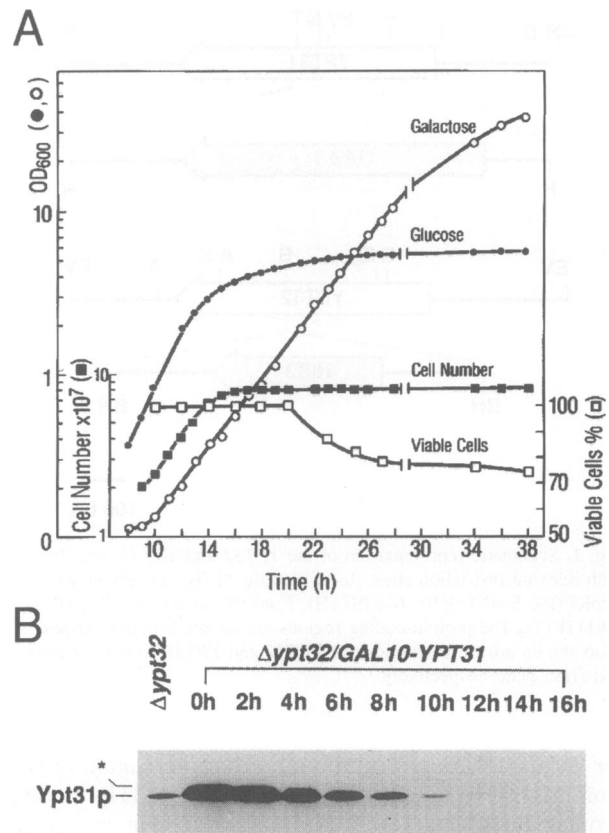 A
OD600 (●,○)
10
1
0
Galactose
Glucose
Cell Number
Viable Cells
Cell Number x10⁷ (■)
10
1
100
70
50
Viable Cells % (□)
10 14 18 22 26 28 30 34 38
Time (h)
B
Δypt32
Δypt32/GAL10-YPT31
0h 2h 4h 6h 8h 10h 12h 14h 16h
*
Ypt31p